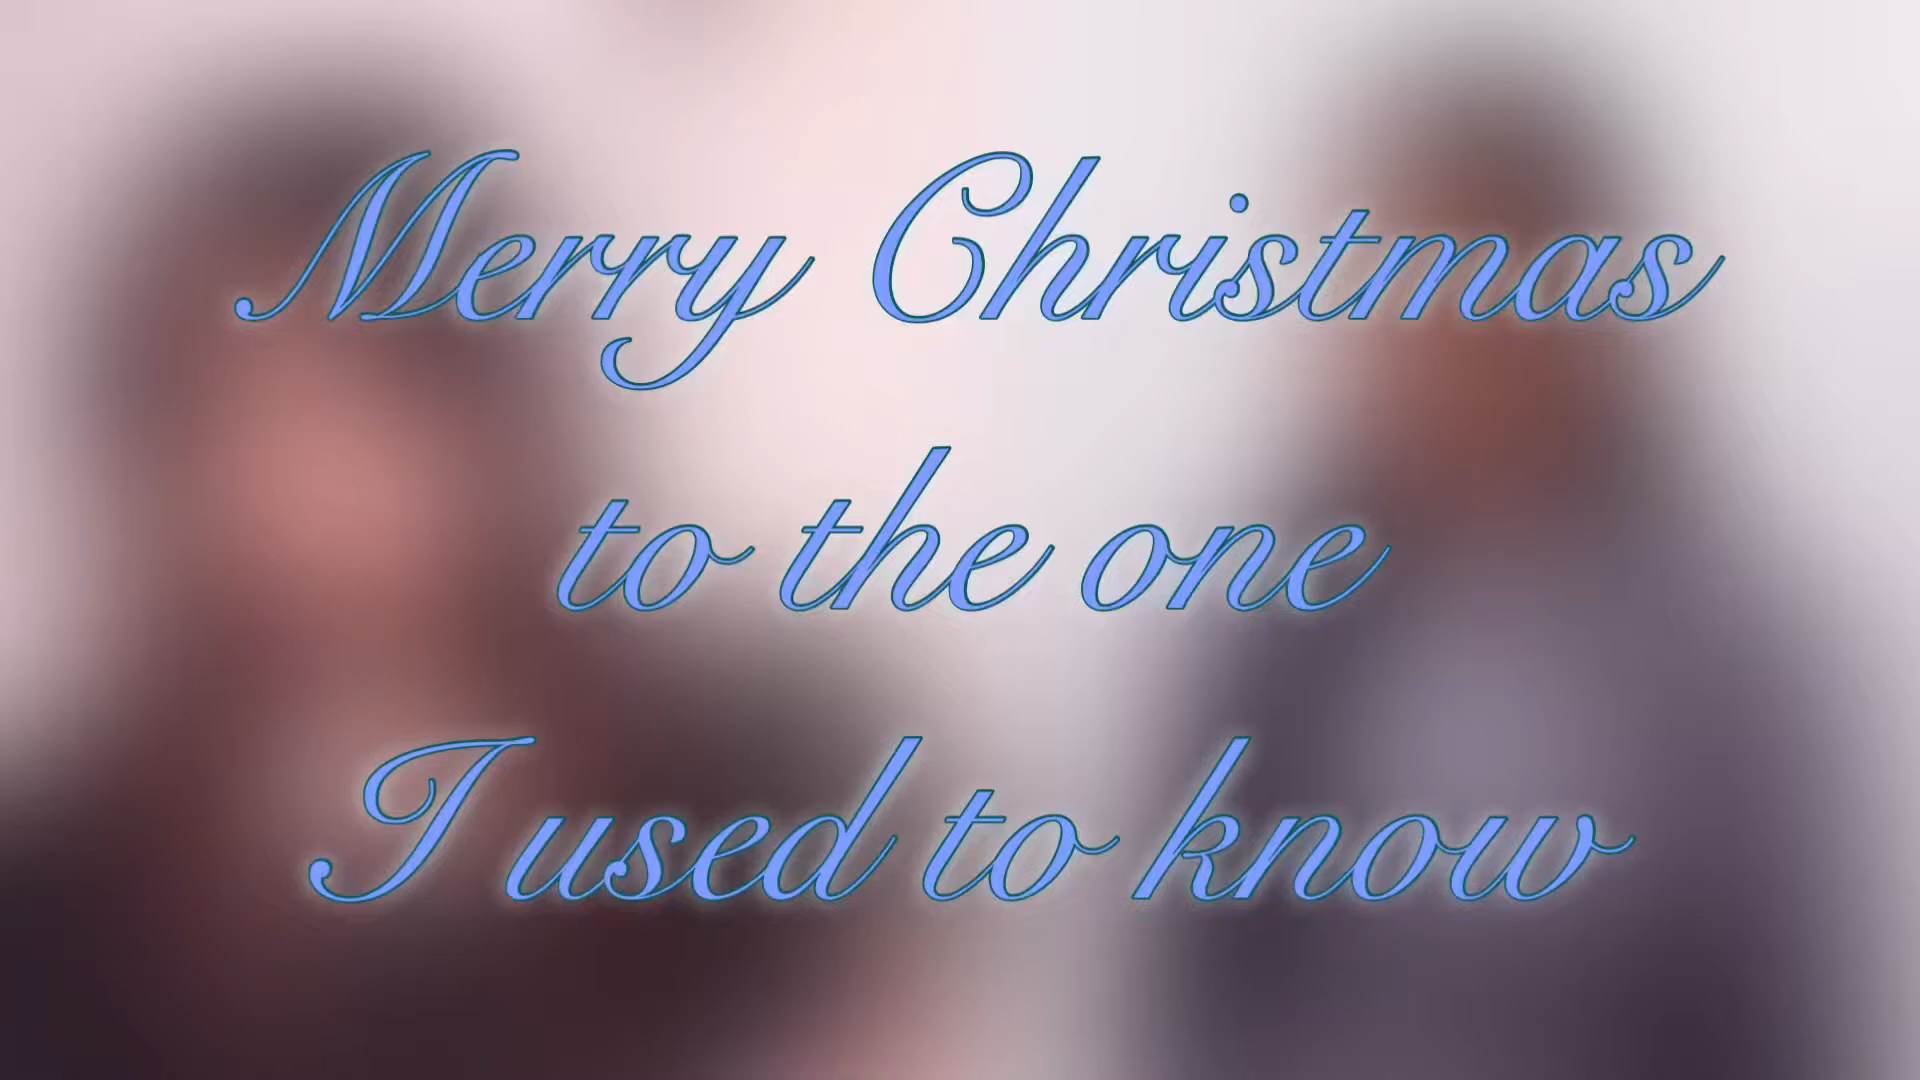 Merry Christmas
to the one
I used to know